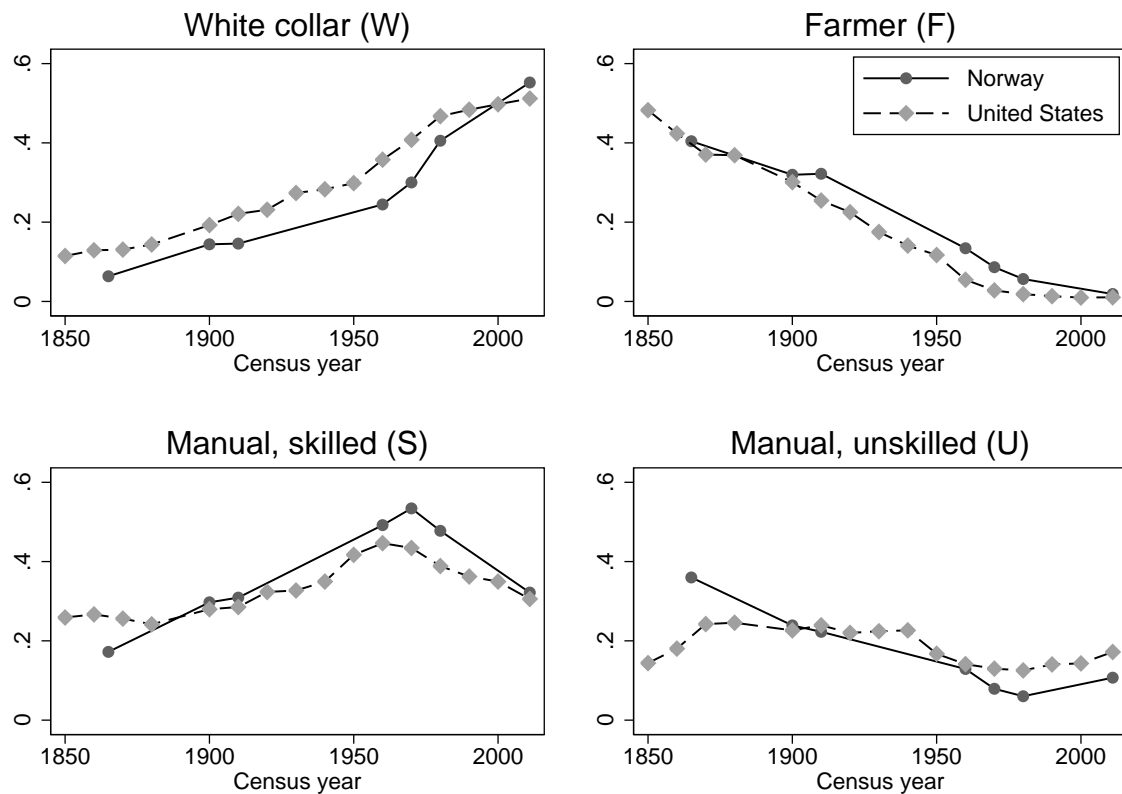 White collar (W)
.6
.4
.2
0
1850 1900 1950 2000
Census year
Farmer (F)
.6
.4
.2
0
Norway
United States
1850 1900 1950 2000
Census year
Manual, skilled (S)
.6
.4
.2
0
1850 1900 1950 2000
Census year
Manual, unskilled (U)
.6
.4
.2
0
1850 1900 1950 2000
Census year